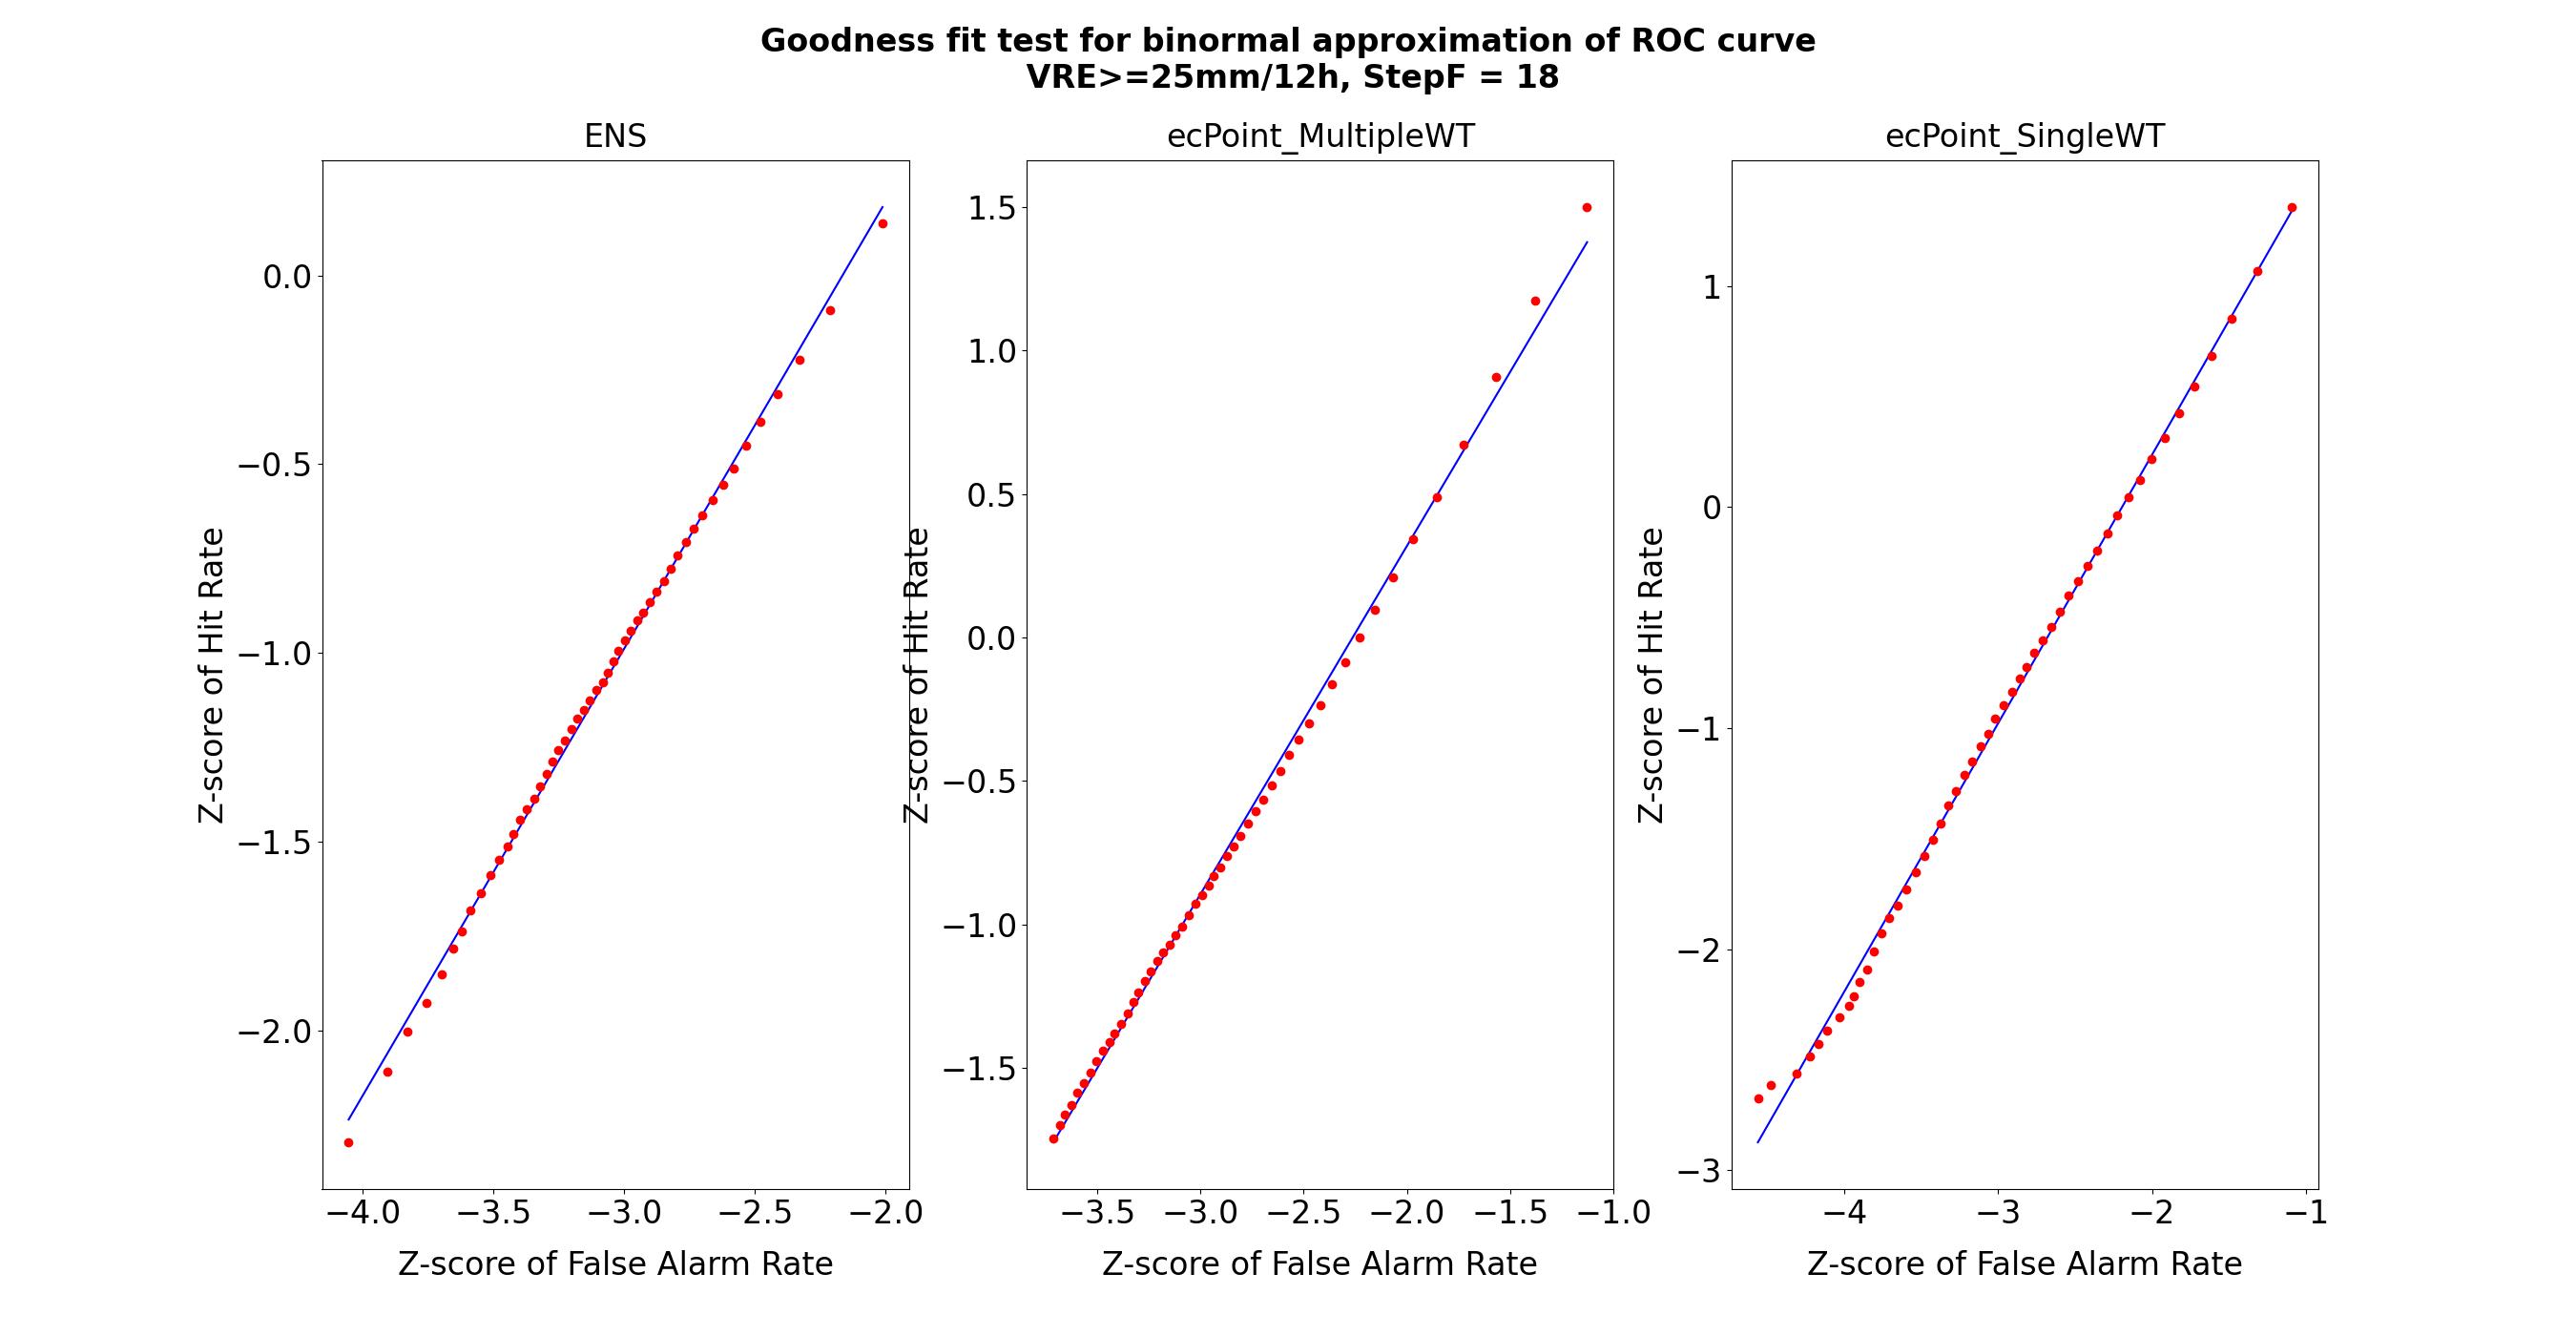 Goodness fit test for binormal approximation of ROC curve
VRE>=25mm/12h, StepF = 18
ENS
0.0
−0.5
−1.0
−1.5
−2.0
Z-score of Hit Rate
−4.0 −3.5 −3.0 −2.5 −2.0
Z-score of False Alarm Rate
ecPoint_MultipleWT
1.5
1.0
0.5
0.0
−0.5
−1.0
−1.5
Z-score of Hit Rate
−3.5 −3.0 −2.5 −2.0 −1.5 −1.0
Z-score of False Alarm Rate
ecPoint_SingleWT
1
0
−1
−2
−3
Z-score of Hit Rate
−4 −3 −2 −1
Z-score of False Alarm Rate